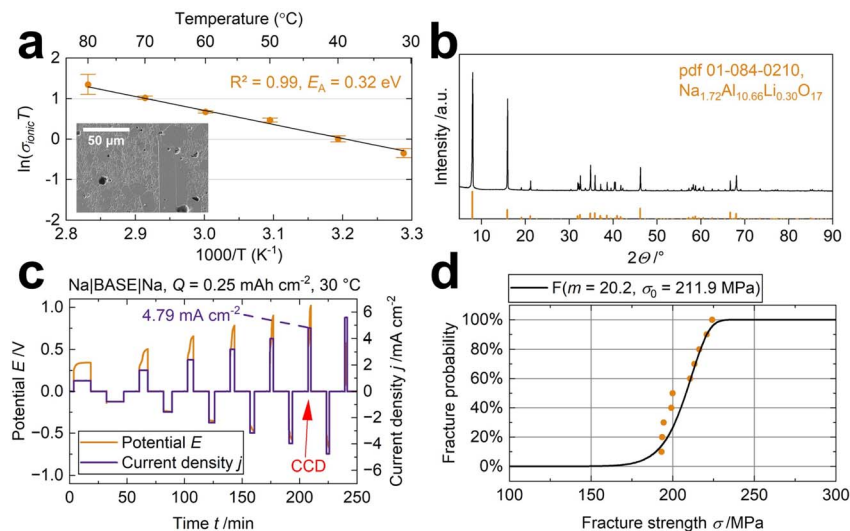 a
Temperature (°C)
80 70 60 50 40 30
ln(σionicT)
2
1
0
-1
-2
R² = 0.99, EA = 0.32 eV
50 µm
2.8 2.9 3.0 3.1 3.2 3.3
1000/T (K-1)
b
Intensity /a.u.
pdf 01-084-0210,
Na1.72Al10.66Li0.30O17
10 20 30 40 50 60 70 80 90
2Θ /°
c
Na|BASE|Na, Q = 0.25 mAh cm-2, 30 °C
Potential E /V
1.0
0.5
0.0
−0.5
−1.0
4.79 mA cm-2
Potential E
Current density j
CCD
6
4
2
0
−2
−4
−6
Current density j /mA cm-2
0 50 100 150 200 250
Time t /min
d
F(m = 20.2, σ0 = 211.9 MPa)
Fracture probability
100%
80%
60%
40%
20%
0%
100 150 200 250 300
Fracture strength σ /MPa